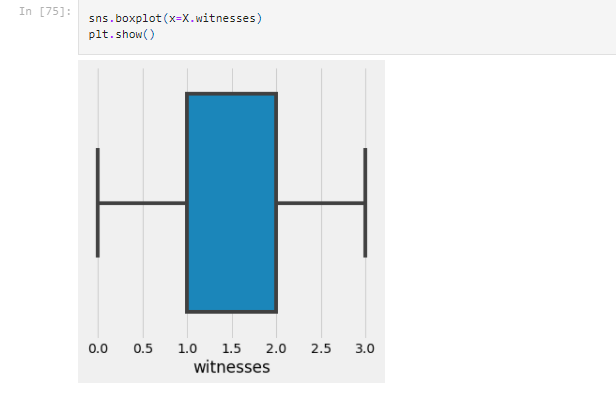 In [75]:
sns.boxplot(x=X.witnesses)
plt.show()
0.0 0.5 1.0 1.5 2.0 2.5 3.0
witnesses